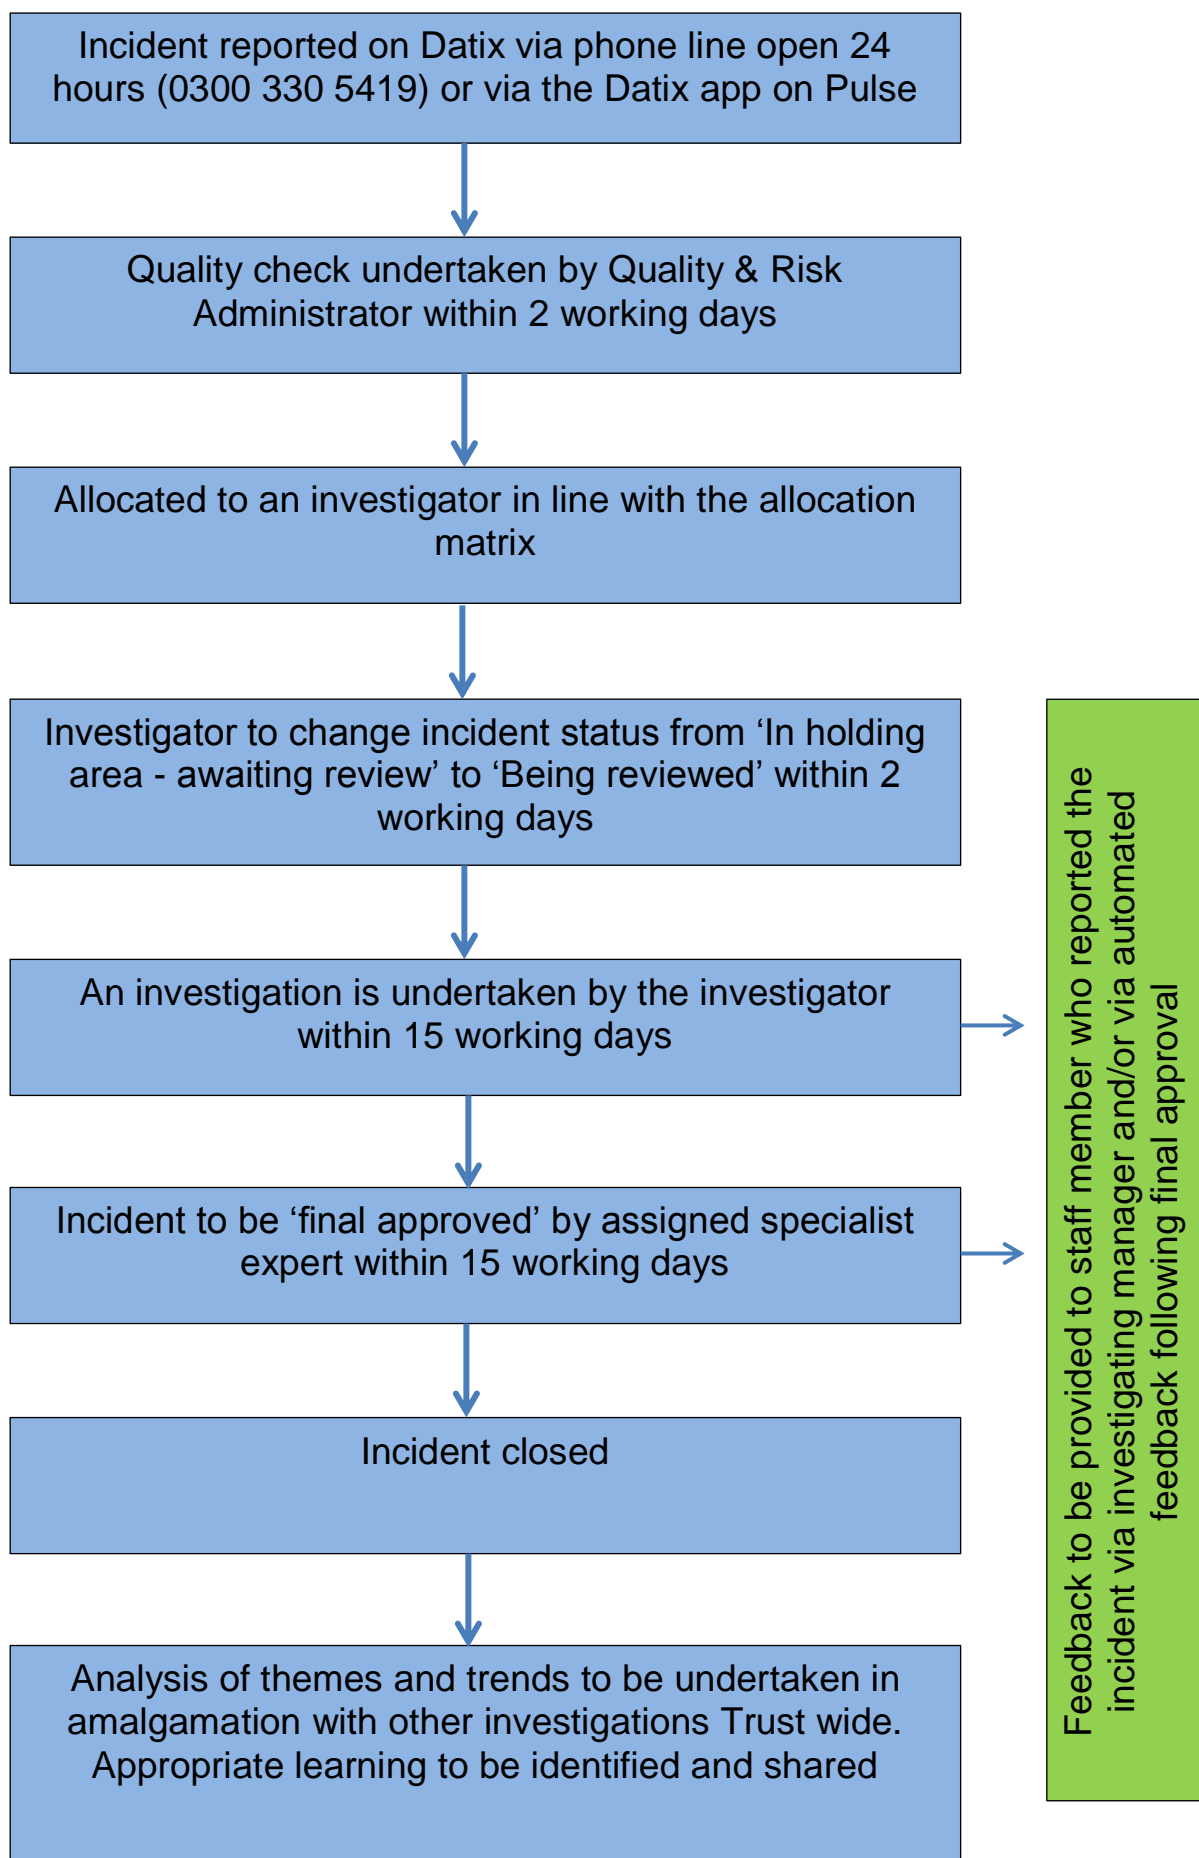 Incident reported on Datix via phone line open 24
hours (0300 330 5419) or via the Datix app on Pulse
Quality check undertaken by Quality & Risk
Administrator within 2 working days
Allocated to an investigator in line with the allocation
matrix
Investigator to change incident status from ‘In holding
area - awaiting review’ to ‘Being reviewed’ within 2
working days
An investigation is undertaken by the investigator
within 15 working days
Incident to be ‘final approved’ by assigned specialist
expert within 15 working days
Incident closed
Analysis of themes and trends to be undertaken in
amalgamation with other investigations Trust wide.
Appropriate learning to be identified and shared
Feedback to be provided to staff member who reported the
incident via investigating manager and/or via automated
feedback following final approval